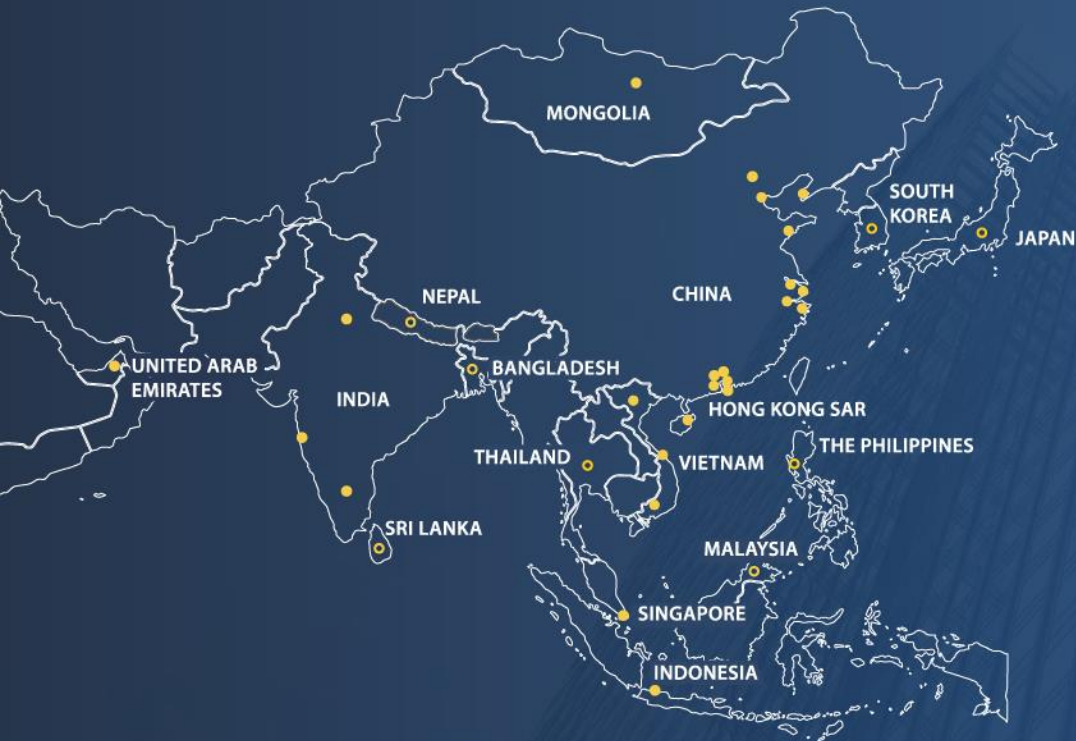 MONGOLIA
SOUTH
KOREA
JAPAN
NEPAL
CHINA
UNITED ARAB
EMIRATES
BANGLADESH
INDIA
HONG KONG SAR
THE PHILIPPINES
THAILAND
VIETNAM
SRI LANKA
MALAYSIA
SINGAPORE
INDONESIA